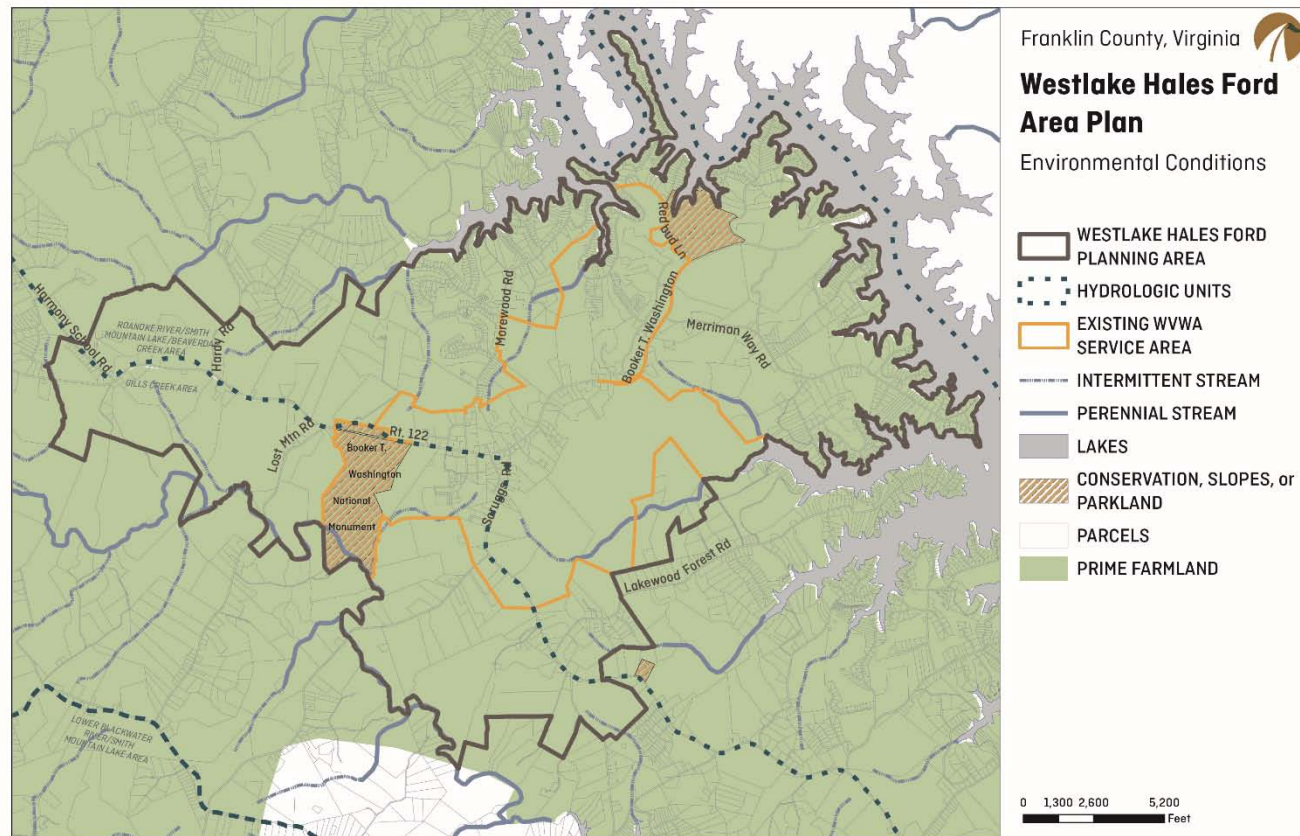 Franklin County, Virginia
Westlake Hales Ford
Area Plan
Environmental Conditions
WESTLAKE HALES FORD
PLANNING AREA
HYDROLOGIC UNITS
EXISTING WVWA
SERVICE AREA
INTERMITTENT STREAM
PERENNIAL STREAM
LAKES
CONSERVATION, SLOPES, or
PARKLAND
PARCELS
PRIME FARMLAND
0 1,300 2,600 5,200
Feet
Redbud Ln
Morewood Rd
Booker T. Washington
Merriman Way Rd
Harmony School Rd
ROANOKE RIVER/SMITH
MOUNTAIN LAKE/BEAVERDAM
CREEK AREA
Hardy Rd
GILLS CREEK AREA
Lost Mtn Rd
Rt. 122
Booker T.
Washington
National
Monument
Scruggs Rd
Lakewood Forest Rd
LOWER BLACKWATER
RIVER/SMITH
MOUNTAIN LAKE AREA